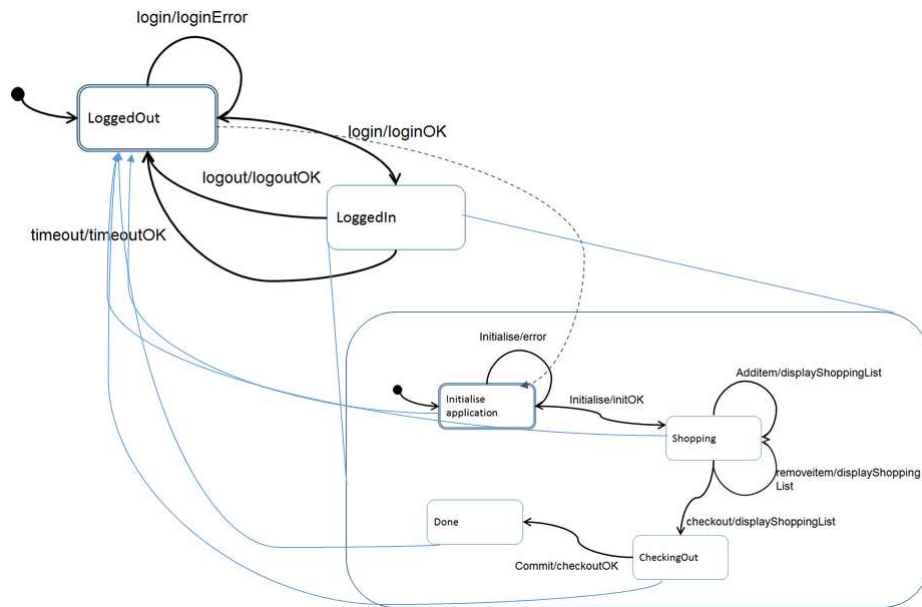 login/loginError
LoggedOut
login/loginOK
logout/logoutOK
LoggedIn
timeout/timeoutOK
Initialise/error
Additem/displayShoppingList
Initialise
application
Initialise/initOK
Shopping
removeitem/displayShopping
List
Done
checkout/displayShoppingList
Commit/checkoutOK
CheckingOut